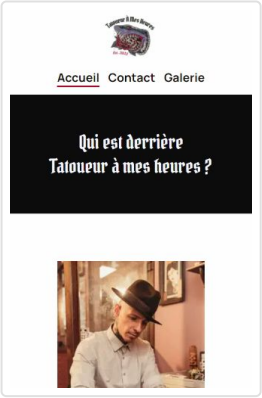 Tatoueur À Mes Heures
Accueil Contact Galerie
Qui est derrière
Tatoueur à mes heures ?